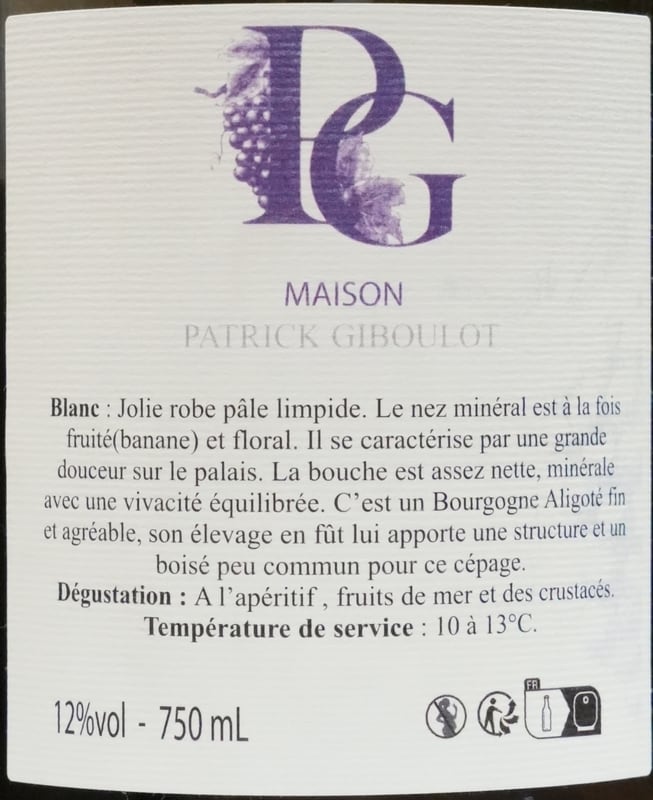 PG
MAISON
PATRICK GIBOULOT
Blanc : Jolie robe pâle limpide. Le nez minéral est à la fois
fruité(banane) et floral. Il se caractérise par une grande
douceur sur le palais. La bouche est assez nette, minérale
avec une vivacité équilibrée. C’est un Bourgogne Aligoté fin
et agréable, son élevage en fût lui apporte une structure et un
boisé peu commun pour ce cépage.
Dégustation : A l’apéritif , fruits de mer et des crustacés.
Température de service : 10 à 13°C.
12%vol - 750 mL
FR